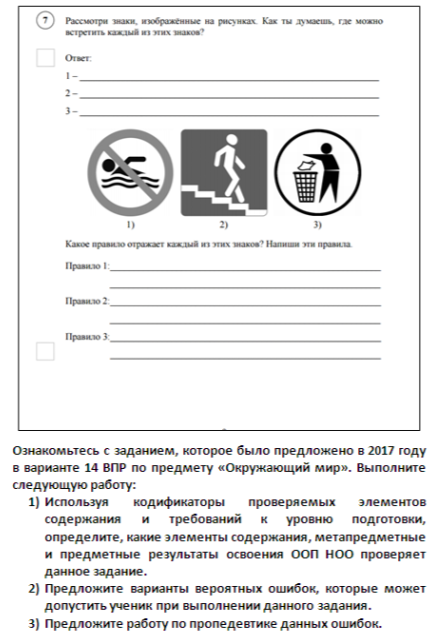 7 Рассмотри знаки, изображённые на рисунках. Как ты думаешь, где можно
встретить каждый из этих знаков?
Ответ:
1 –
2 –
3 –
1) 2) 3)
Какое правило отражает каждый из этих знаков? Напиши эти правила.
Правило 1:
Правило 2:
Правило 3:
Ознакомьтесь с заданием, которое было предложено в 2017 году
в варианте 14 ВПР по предмету «Окружающий мир». Выполните
следующую работу:
1) Используя кодификаторы проверяемых элементов
содержания и требований к уровню подготовки,
определите, какие элементы содержания, метапредметные
и предметные результаты освоения ООП НОО проверяет
данное задание.
2) Предложите варианты вероятных ошибок, которые может
допустить ученик при выполнении данного задания.
3) Предложите работу по пропедевтике данных ошибок.